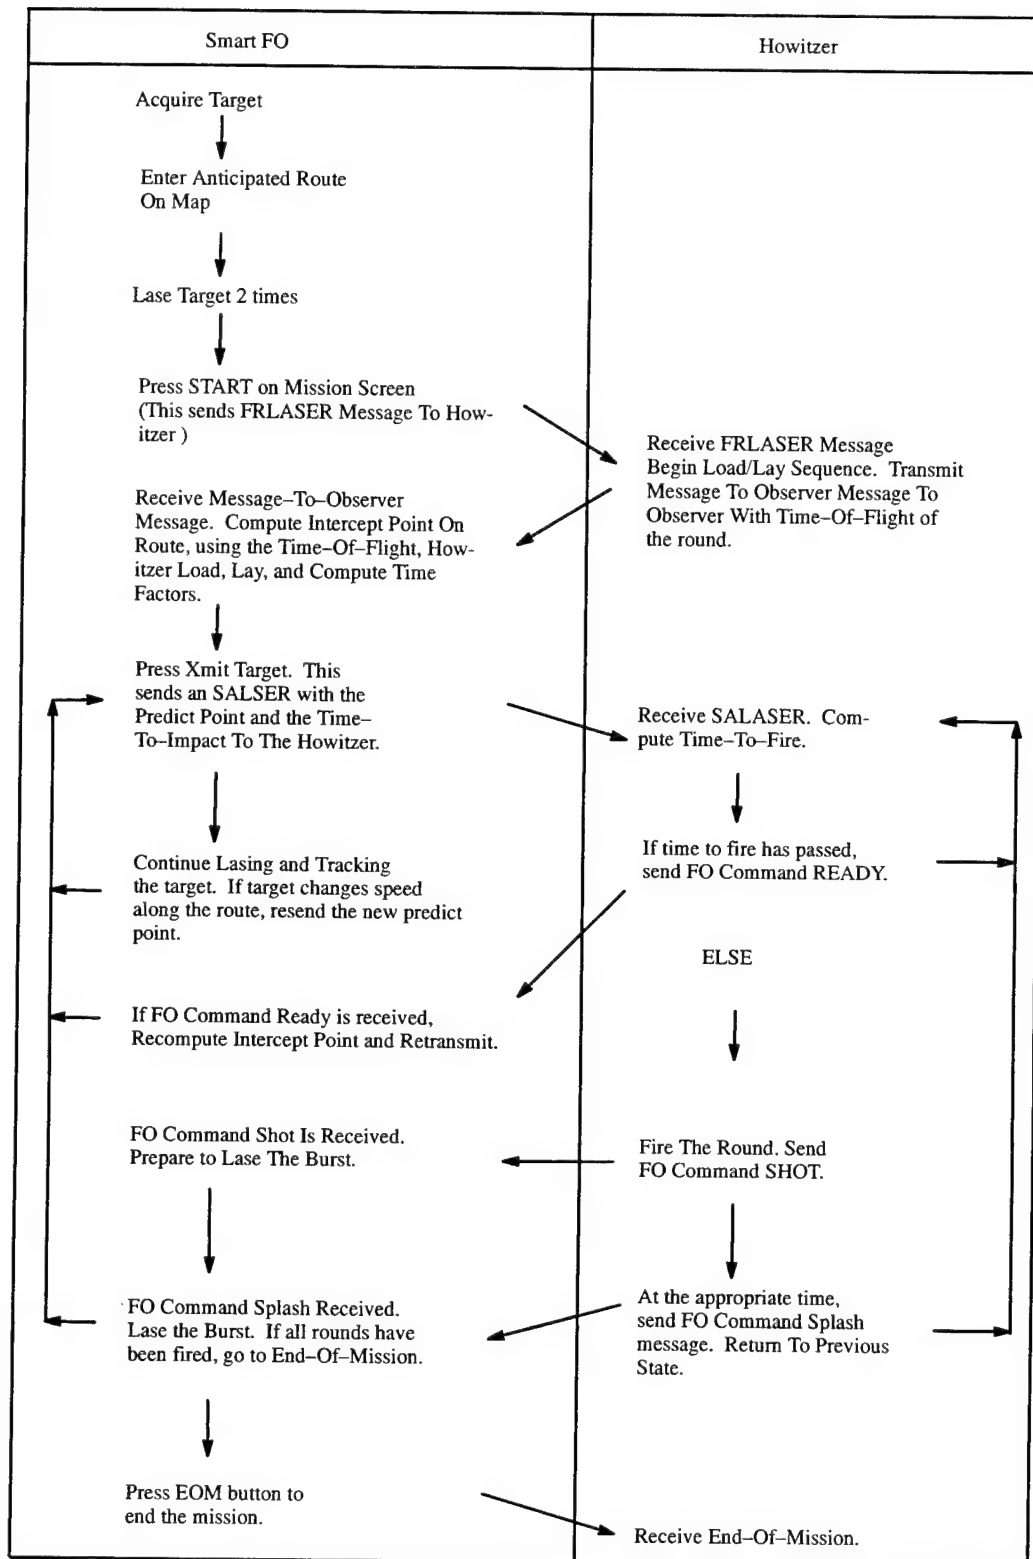 Smart FO
Howitzer
Acquire Target
Enter Anticipated Route
On Map
Lase Target 2 times
Press START on Mission Screen
(This sends FRLASER Message To How-
itzer )
Receive FRLASER Message
Begin Load/Lay Sequence. Transmit
Message To Observer Message To
Observer With Time–Of–Flight of
the round.
Receive Message–To–Observer
Message. Compute Intercept Point On
Route, using the Time–Of–Flight, How-
itzer Load, Lay, and Compute Time
Factors.
Press Xmit Target. This
sends an SALSER with the
Predict Point and the Time–
To–Impact To The Howitzer.
Receive SALASER. Com-
pute Time–To–Fire.
If time to fire has passed,
send FO Command READY.
Continue Lasing and Tracking
the target. If target changes speed
along the route, resend the new predict
point.
ELSE
If FO Command Ready is received,
Recompute Intercept Point and Retransmit.
FO Command Shot Is Received.
Prepare to Lase The Burst.
Fire The Round. Send
FO Command SHOT.
At the appropriate time,
send FO Command Splash
message. Return To Previous
State.
FO Command Splash Received.
Lase the Burst. If all rounds have
been fired, go to End–Of–Mission.
Press EOM button to
end the mission.
Receive End–Of–Mission.